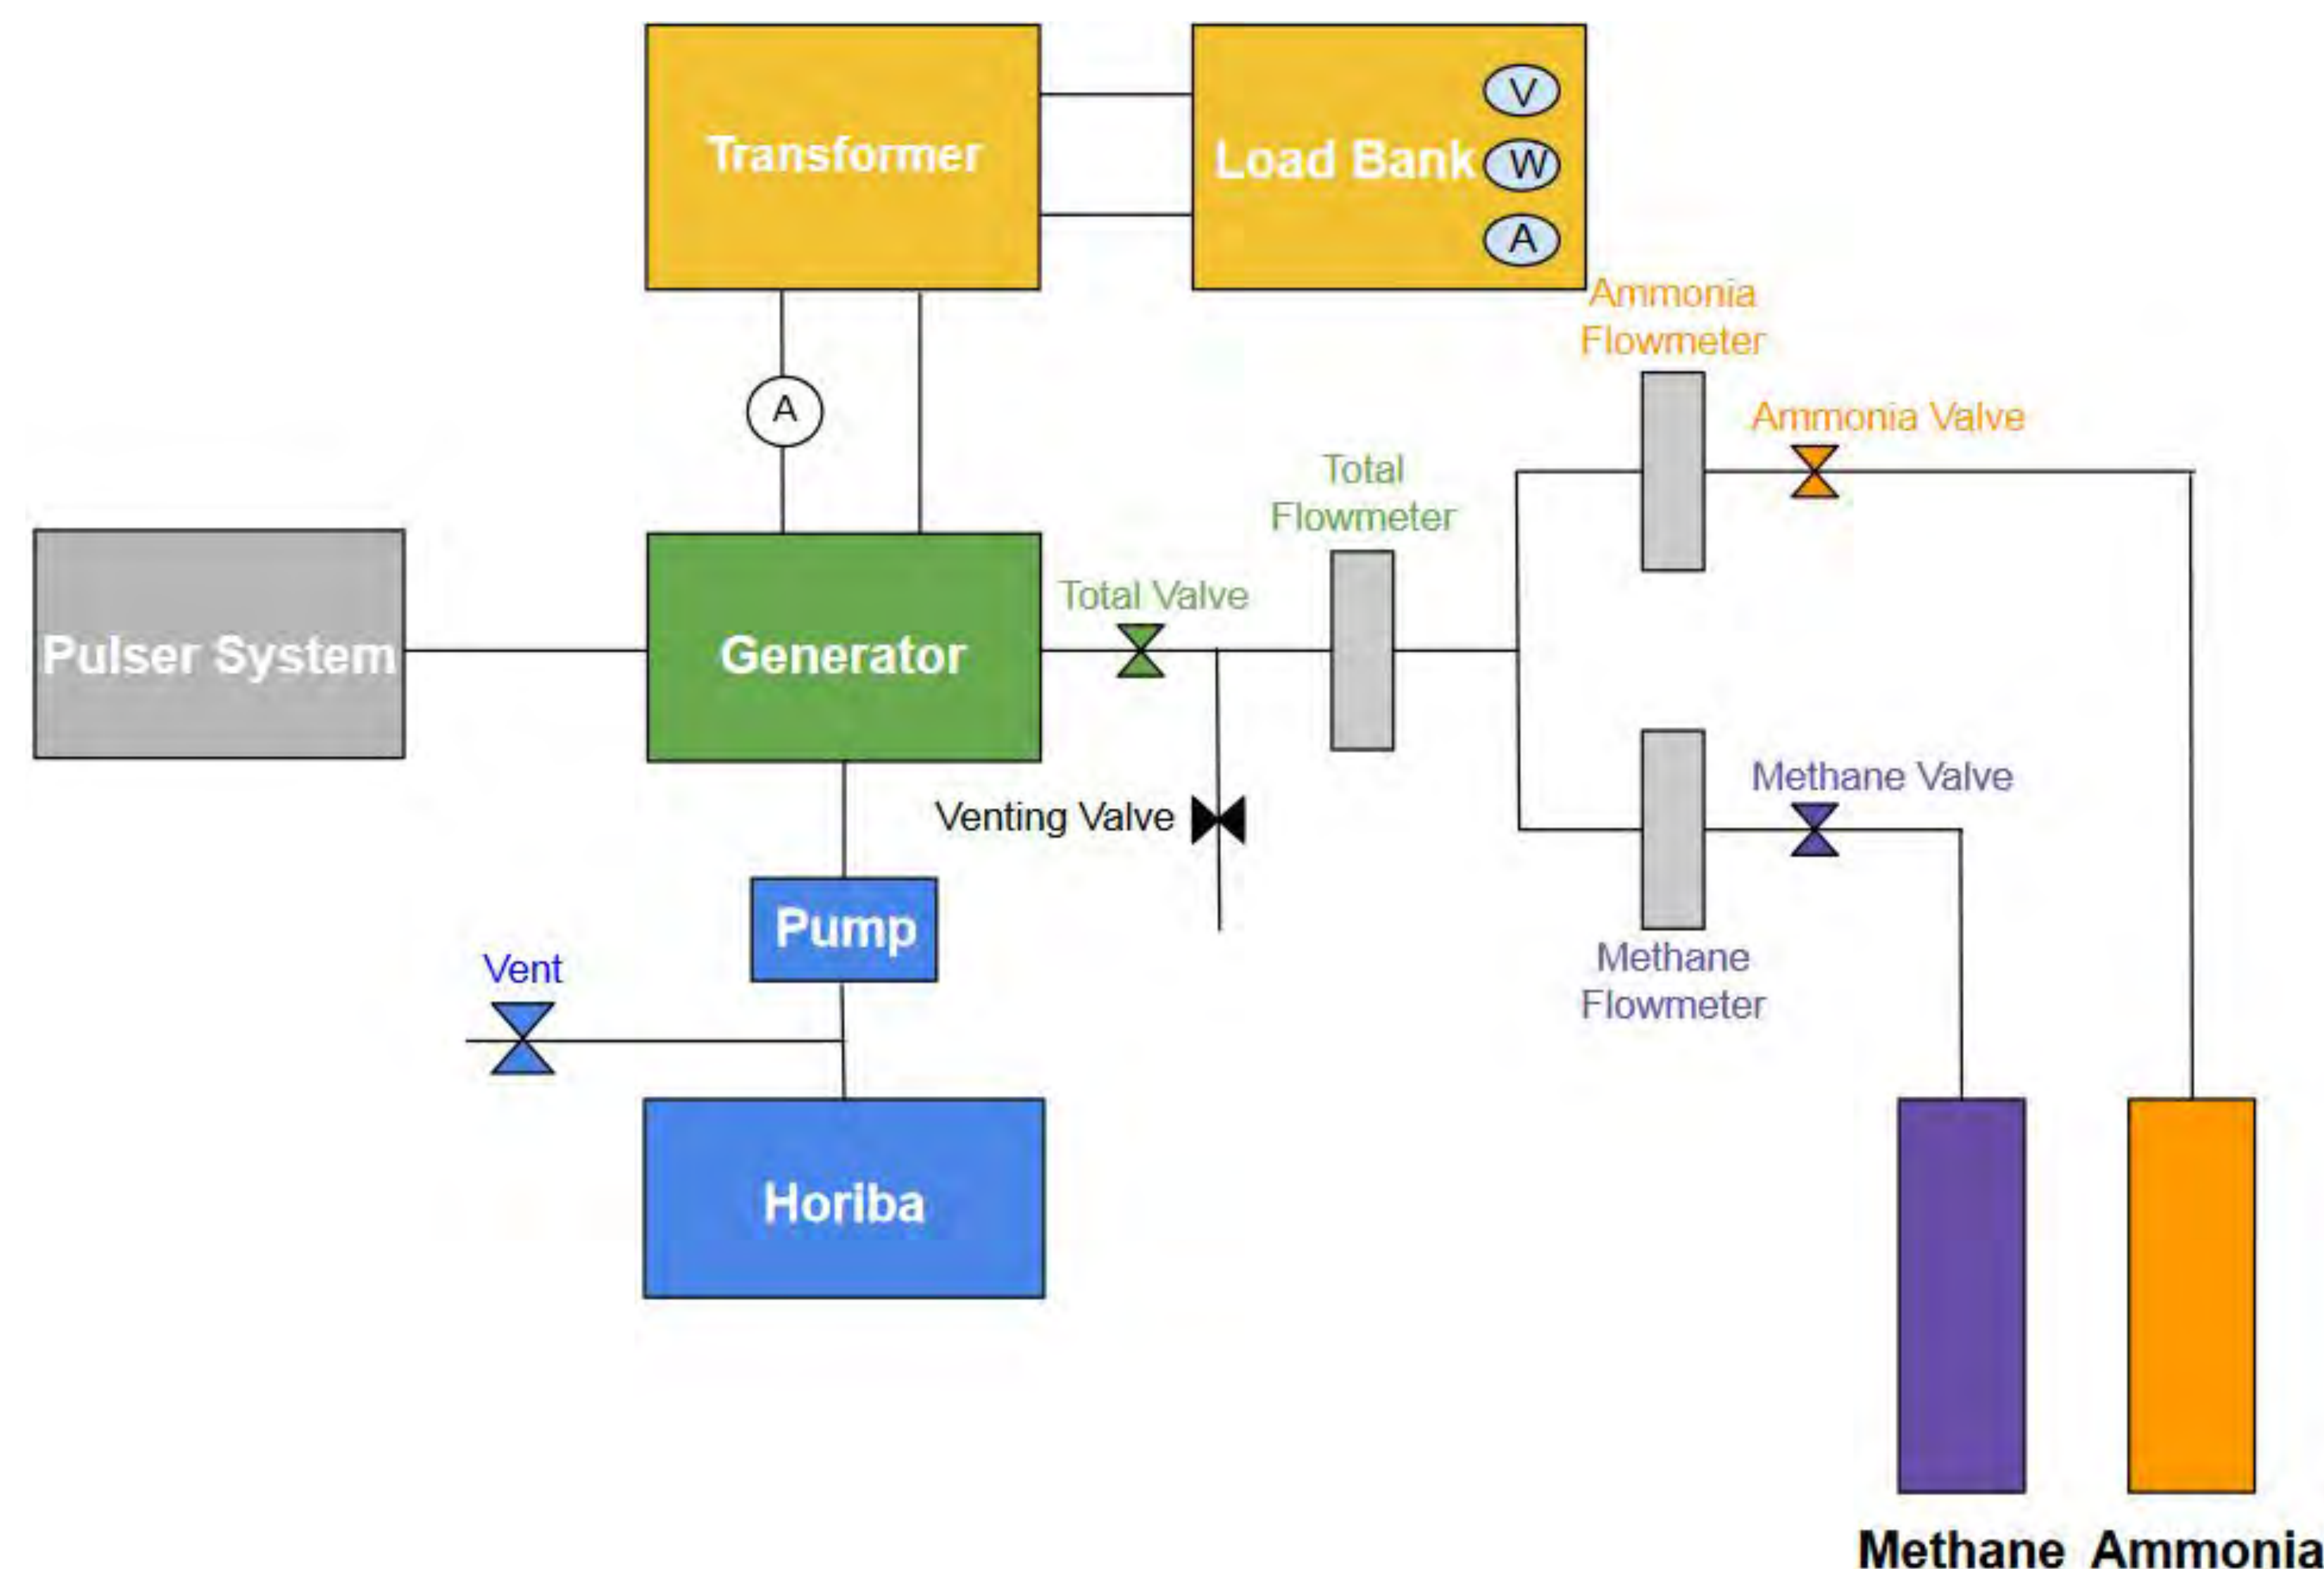 Transformer
Load Bank
V
W
A
Ammonia
Flowmeter
Ammonia Valve
A
Total
Flowmeter
Total Valve
Pulser System
Generator
Methane Valve
Venting Valve
Pump
Vent
Methane
Flowmeter
Horiba
Methane
Ammonia